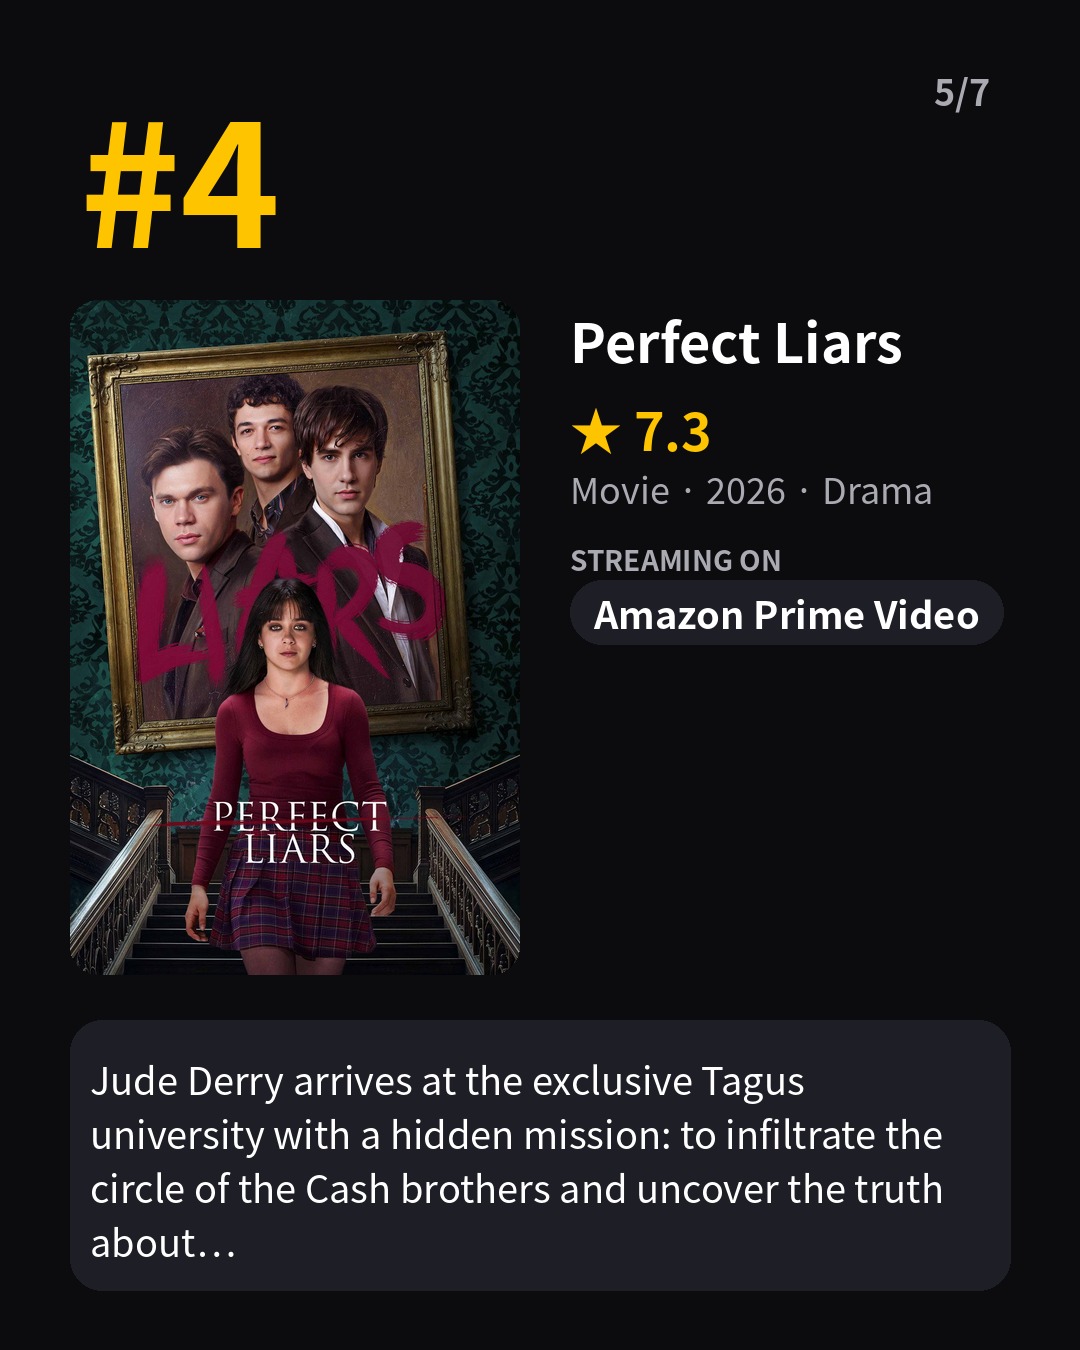 5/7
#4
LIARS
PERFECT
LIARS
Perfect Liars
★ 7.3
Movie · 2026 · Drama
STREAMING ON
Amazon Prime Video
Jude Derry arrives at the exclusive Tagus
university with a hidden mission: to infiltrate the
circle of the Cash brothers and uncover the truth
about…